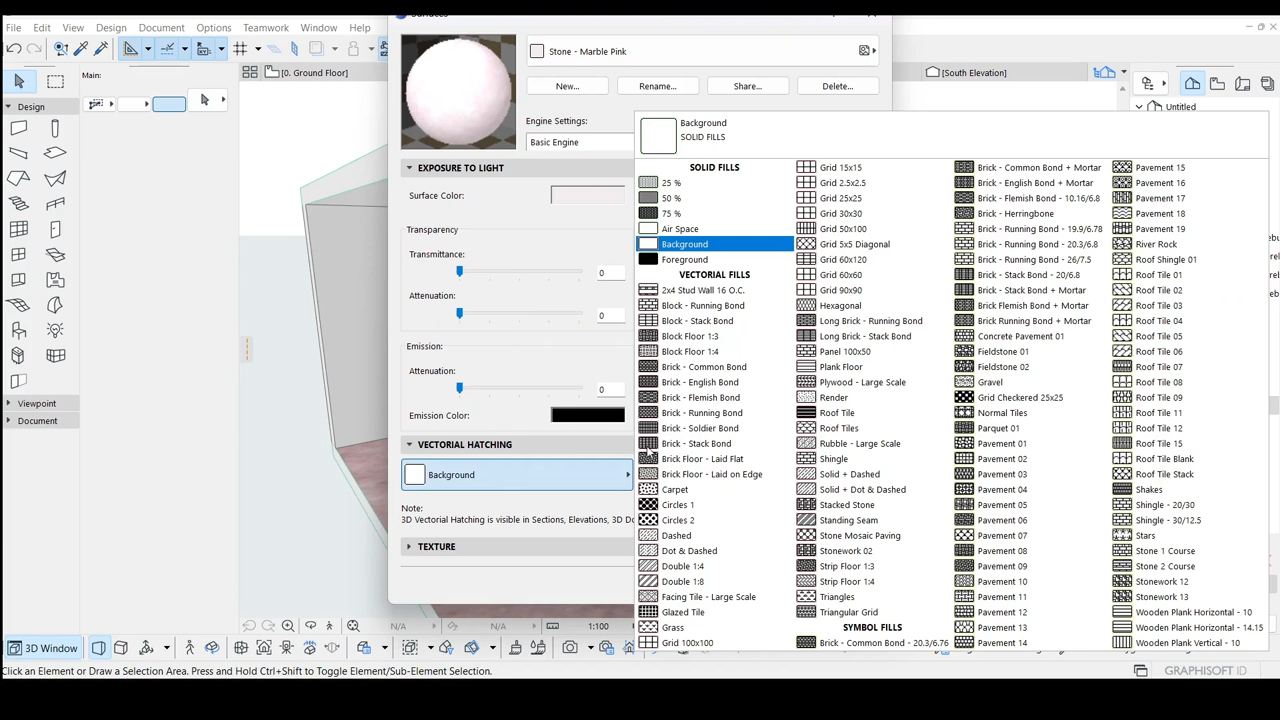 File Edit View Design Document Options Teamwork Window Help
Main:
[0. Ground Floor]
[South Elevation]
Untitled
Design
Viewpoint
Document
Stone - Marble Pink
New... Rename... Share... Delete...
Engine Settings:
Basic Engine
EXPOSURE TO LIGHT
Surface Color:
Transparency
Transmittance: 0
Attenuation: 0
Emission:
Attenuation: 0
Emission Color:
VECTORIAL HATCHING
Background
Note:
3D Vectorial Hatching is visible in Sections, Elevations, 3D Do
TEXTURE
Background
SOLID FILLS
SOLID FILLS
25 %
50 %
75 %
Air Space
Background
Foreground
VECTORIAL FILLS
2x4 Stud Wall 16 O.C.
Block - Running Bond
Block - Stack Bond
Block Floor 1:3
Block Floor 1:4
Brick - Common Bond
Brick - English Bond
Brick - Flemish Bond
Brick - Running Bond
Brick - Soldier Bond
Brick - Stack Bond
Brick Floor - Laid Flat
Brick Floor - Laid on Edge
Carpet
Circles 1
Circles 2
Dashed
Dot & Dashed
Double 1:4
Double 1:8
Facing Tile - Large Scale
Glazed Tile
Grass
Grid 100x100
Grid 15x15
Grid 2.5x2.5
Grid 25x25
Grid 30x30
Grid 50x100
Grid 5x5 Diagonal
Grid 60x120
Grid 60x60
Grid 90x90
Hexagonal
Long Brick - Running Bond
Long Brick - Stack Bond
Panel 100x50
Plank Floor
Plywood - Large Scale
Render
Roof Tile
Roof Tiles
Rubble - Large Scale
Shingle
Solid + Dashed
Solid + Dot & Dashed
Stacked Stone
Standing Seam
Stone Mosaic Paving
Stonework 02
Strip Floor 1:3
Strip Floor 1:4
Triangles
Triangular Grid
SYMBOL FILLS
Brick - Common Bond - 20.3/6.76
Brick - Common Bond + Mortar
Brick - English Bond + Mortar
Brick - Flemish Bond - 10.16/6.8
Brick - Herringbone
Brick - Running Bond - 19.9/6.78
Brick - Running Bond - 20.3/6.8
Brick - Running Bond - 26/7.5
Brick - Stack Bond - 20/6.8
Brick - Stack Bond + Mortar
Brick Flemish Bond + Mortar
Brick Running Bond + Mortar
Concrete Pavement 01
Fieldstone 01
Fieldstone 02
Gravel
Grid Checkered 25x25
Normal Tiles
Parquet 01
Pavement 01
Pavement 02
Pavement 03
Pavement 04
Pavement 05
Pavement 06
Pavement 07
Pavement 08
Pavement 09
Pavement 10
Pavement 11
Pavement 12
Pavement 13
Pavement 14
Pavement 15
Pavement 16
Pavement 17
Pavement 18
Pavement 19
River Rock
Roof Shingle 01
Roof Tile 01
Roof Tile 02
Roof Tile 03
Roof Tile 04
Roof Tile 05
Roof Tile 06
Roof Tile 07
Roof Tile 08
Roof Tile 09
Roof Tile 11
Roof Tile 15
Roof Tile Blank
Roof Tile Stack
Shakes
Shingle - 20/30
Shingle - 30/12.5
Stars
Stone 1 Course
Stone 2 Course
Stonework 12
Wooden Plank Horizontal - 10
Wooden Plank Horizontal - 14.15
Wooden Plank Vertical - 10
N/A N/A 1:100
3D Window
Click an Element or Draw a Selection Area. Press and Hold Ctrl+Shift to Toggle Element/Sub-Element Selection.
GRAPHISOFT ID